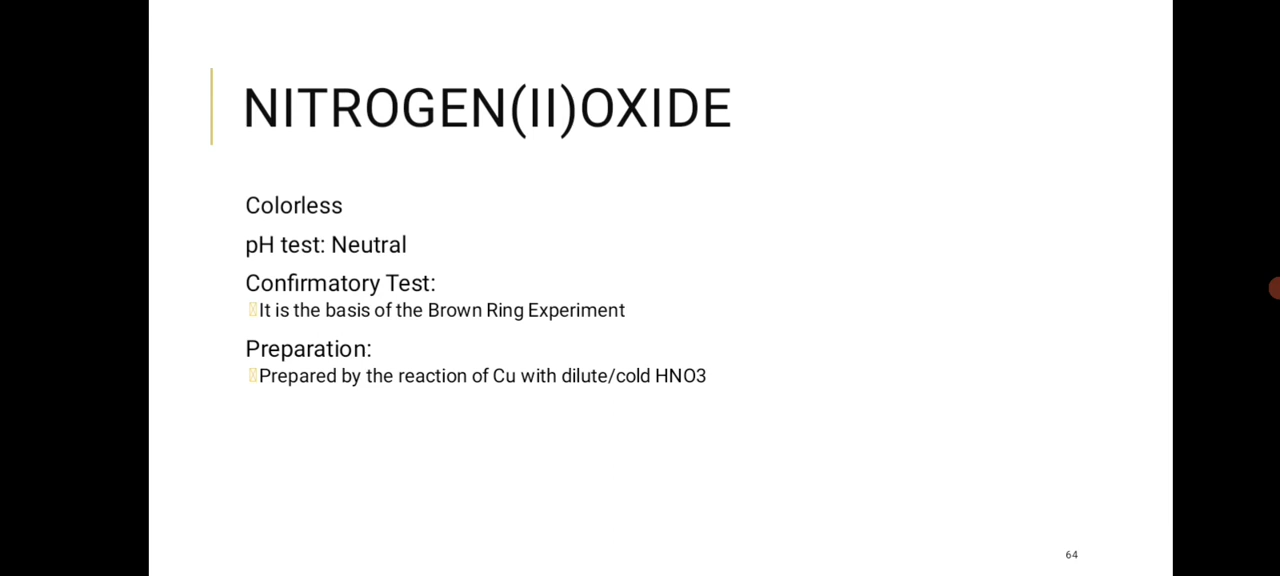 NITROGEN(II)OXIDE
Colorless
pH test: Neutral
Confirmatory Test:
It is the basis of the Brown Ring Experiment
Preparation:
Prepared by the reaction of Cu with dilute/cold HNO3
64